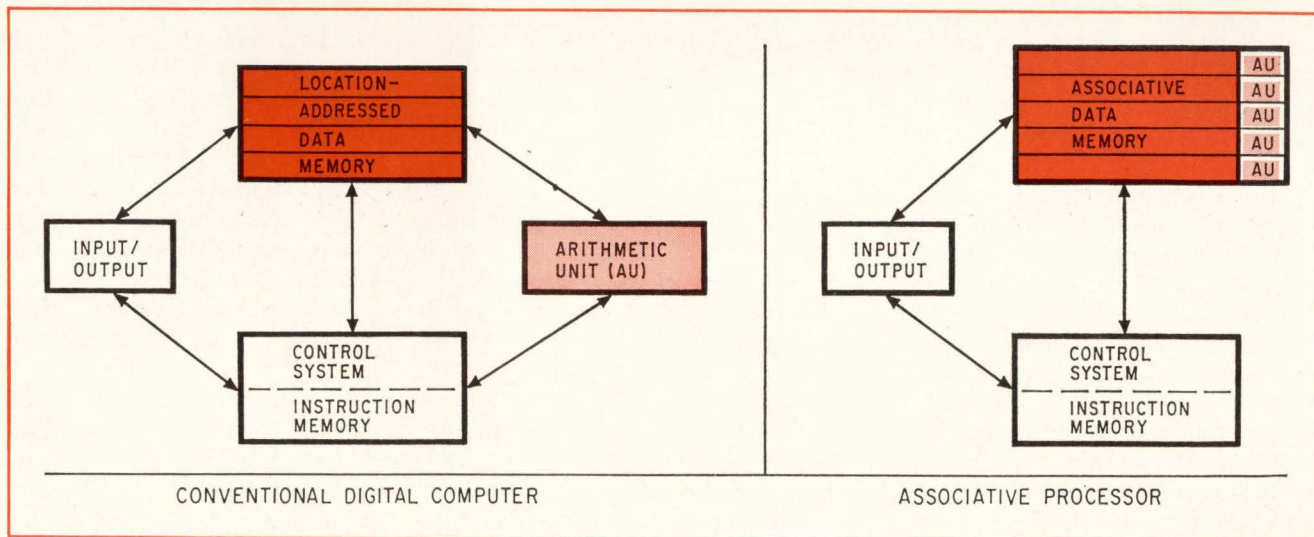 LOCATION-
ADDRESSED
DATA
MEMORY
INPUT/
OUTPUT
ARITHMETIC
UNIT (AU)
CONTROL
SYSTEM
INSTRUCTION
MEMORY
CONVENTIONAL DIGITAL COMPUTER
AU
ASSOCIATIVE AU
DATA AU
MEMORY AU
AU
INPUT/
OUTPUT
CONTROL
SYSTEM
INSTRUCTION
MEMORY
ASSOCIATIVE PROCESSOR